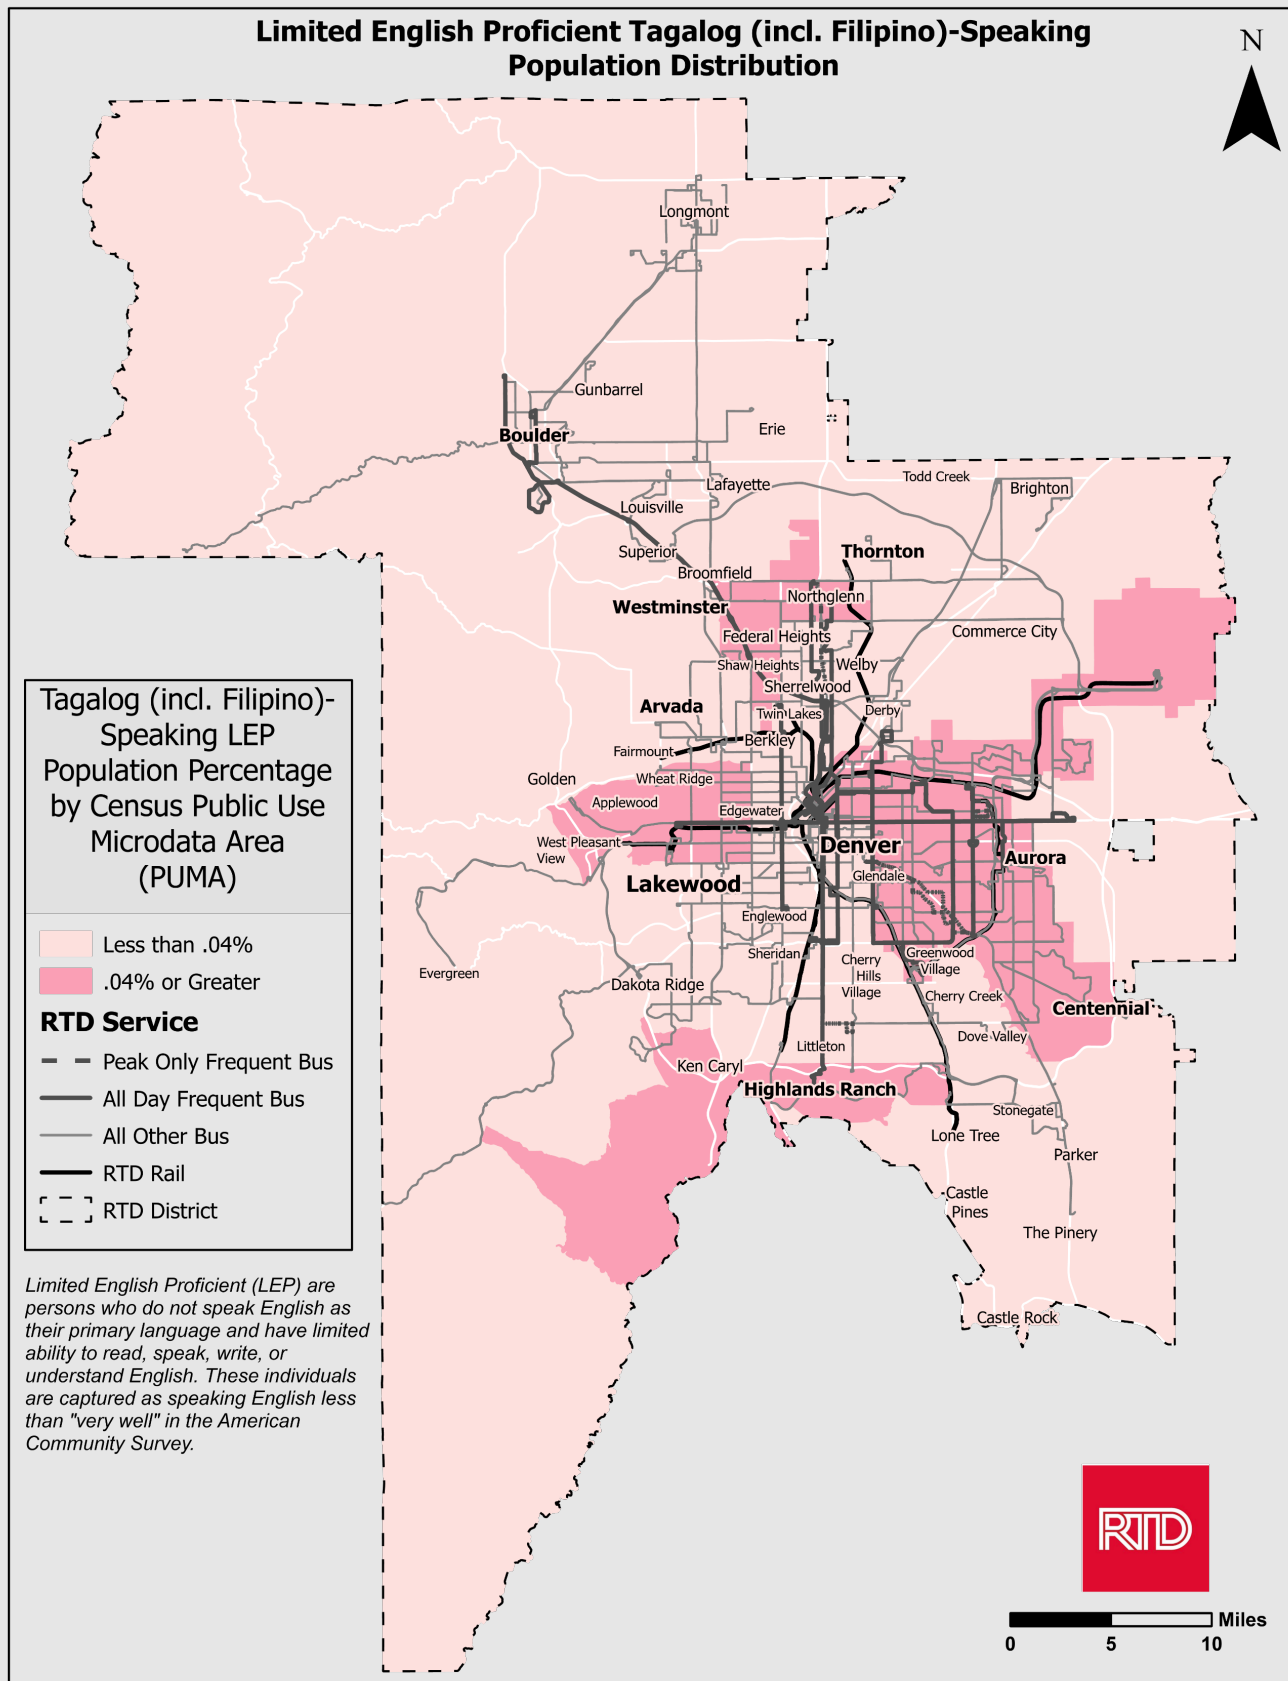 Limited English Proficient Tagalog (incl. Filipino)-Speaking
Population Distribution
N
Longmont
Gunbarrel
Boulder
Erie
Todd Creek
Brighton
Lafayette
Louisville
Superior
Thornton
Broomfield
Northglenn
Westminster
Commerce City
Federal Heights
Shaw Heights
Welby
Sherrelwood
Arvada
Twin Lakes
Derby
Berkley
Fairmount
Golden
Wheat Ridge
Applewood
Edgewater
West Pleasant
View
Denver
Aurora
Lakewood
Glendale
Englewood
Sheridan
Cherry
Hills
Village
Greenwood
Village
Evergreen
Dakota Ridge
Cherry Creek
Centennial
Dove Valley
Littleton
Ken Caryl
Highlands Ranch
Stonegate
Lone Tree
Parker
Castle
Pines
The Pinery
Castle Rock
Tagalog (incl. Filipino)-
Speaking LEP
Population Percentage
by Census Public Use
Microdata Area
(PUMA)
Less than .04%
.04% or Greater
RTD Service
Peak Only Frequent Bus
All Day Frequent Bus
All Other Bus
RTD Rail
RTD District
Limited English Proficient (LEP) are
persons who do not speak English as
their primary language and have limited
ability to read, speak, write, or
understand English. These individuals
are captured as speaking English less
than "very well" in the American
Community Survey.
RTD
Miles
0 5 10